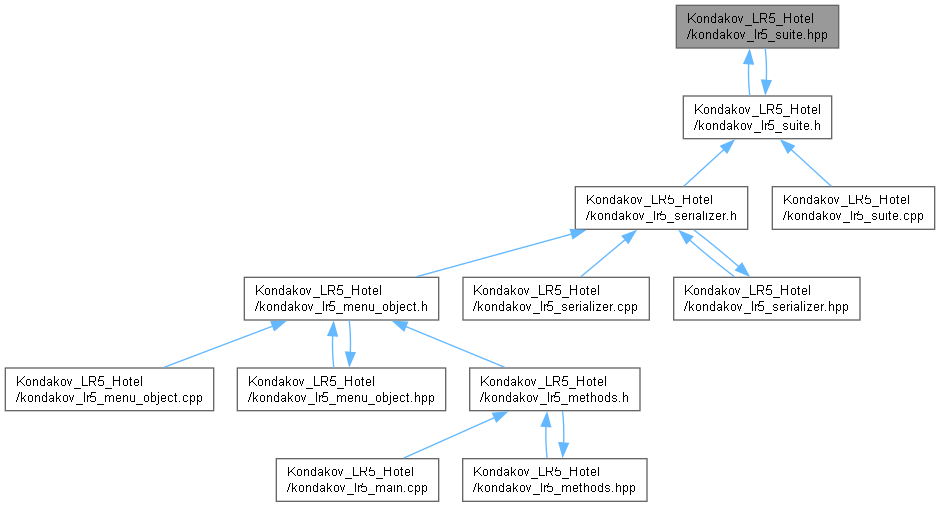 Kondakov_LR5_Hotel
/kondakov_lr5_suite.hpp
Kondakov_LR5_Hotel
/kondakov_lr5_suite.h
Kondakov_LR5_Hotel
/kondakov_lr5_serializer.h
Kondakov_LR5_Hotel
/kondakov_lr5_suite.cpp
Kondakov_LR5_Hotel
/kondakov_lr5_menu_object.h
Kondakov_LR5_Hotel
/kondakov_lr5_serializer.cpp
Kondakov_LR5_Hotel
/kondakov_lr5_serializer.hpp
Kondakov_LR5_Hotel
/kondakov_lr5_menu_object.cpp
Kondakov_LR5_Hotel
/kondakov_lr5_menu_object.hpp
Kondakov_LR5_Hotel
/kondakov_lr5_methods.h
Kondakov_LR5_Hotel
/kondakov_lr5_main.cpp
Kondakov_LR5_Hotel
/kondakov_lr5_methods.hpp